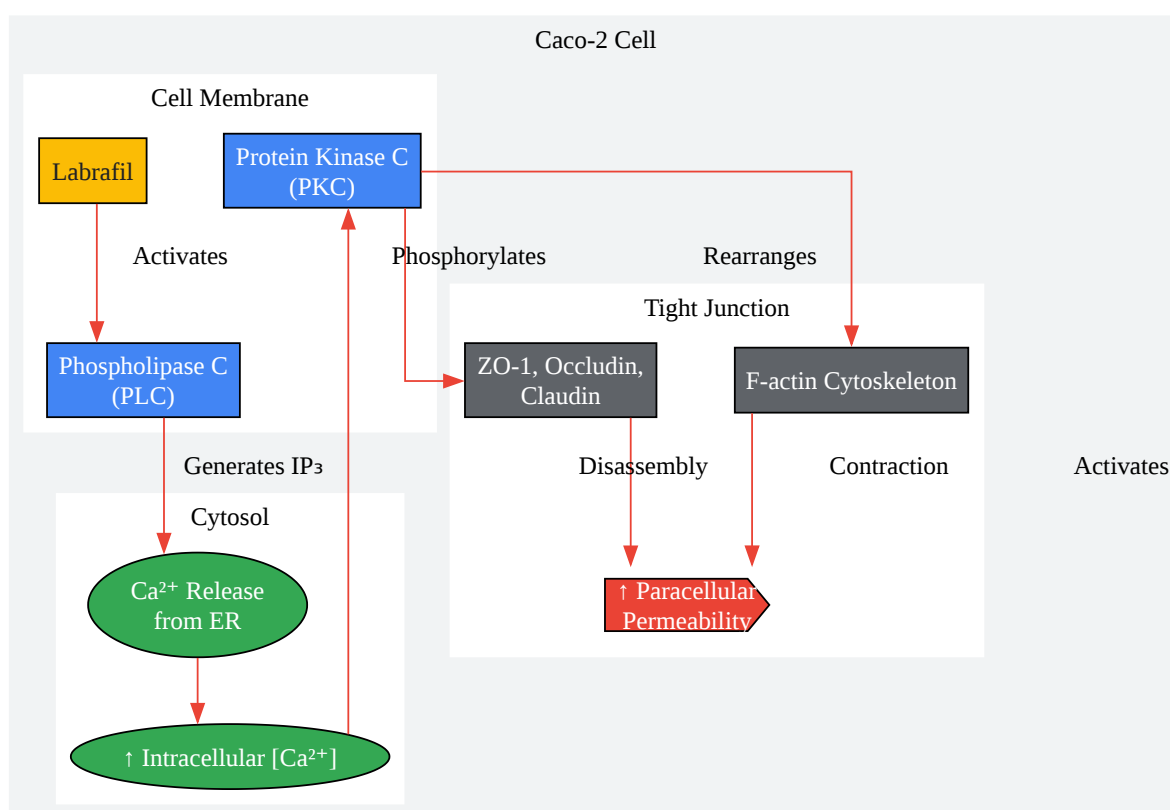 Caco-2 Cell
Cell Membrane
Labrafil
Protein Kinase C
(PKC)
Activates
Phosphorylates
Rearranges
Tight Junction
Phospholipase C
(PLC)
ZO-1, Occludin,
Claudin
F-actin Cytoskeleton
Generates IP₃
Disassembly
Contraction
Activates
Cytosol
Ca²⁺ Release
from ER
↑ Paracellular
Permeability
↑ Intracellular [Ca²⁺]